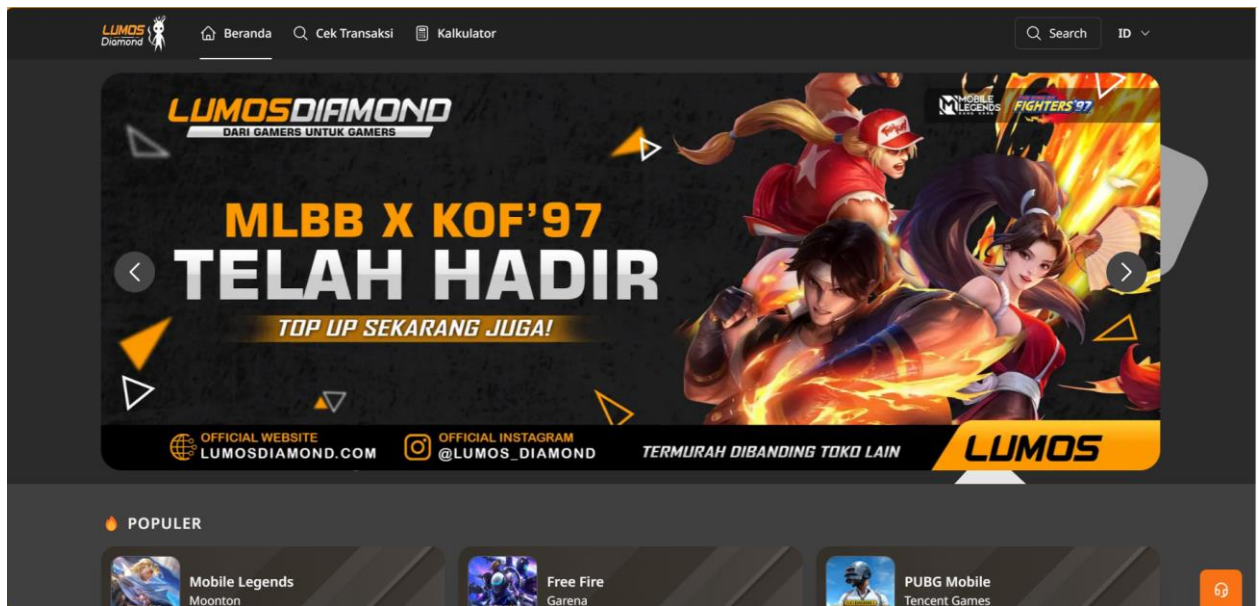 LUMOS
Diamond
Beranda
Cek Transaksi
Kalkulator
Search
ID
LUMOSDIAMOND
DARI GAMERS UNTUK GAMERS
MOBILE
LEGENDS
BANG BANG
FIGHTERS'97
MLBB X KOF'97
TELAH HADIR
TOP UP SEKARANG JUGA!
OFFICIAL WEBSITE
LUMOSDIAMOND.COM
OFFICIAL INSTAGRAM
@LUMOS_DIAMOND
TERMURAH DIBANDING TOKO LAIN
LUMOS
POPULER
Mobile Legends
Moonton
Free Fire
Garena
PUBG Mobile
Tencent Games